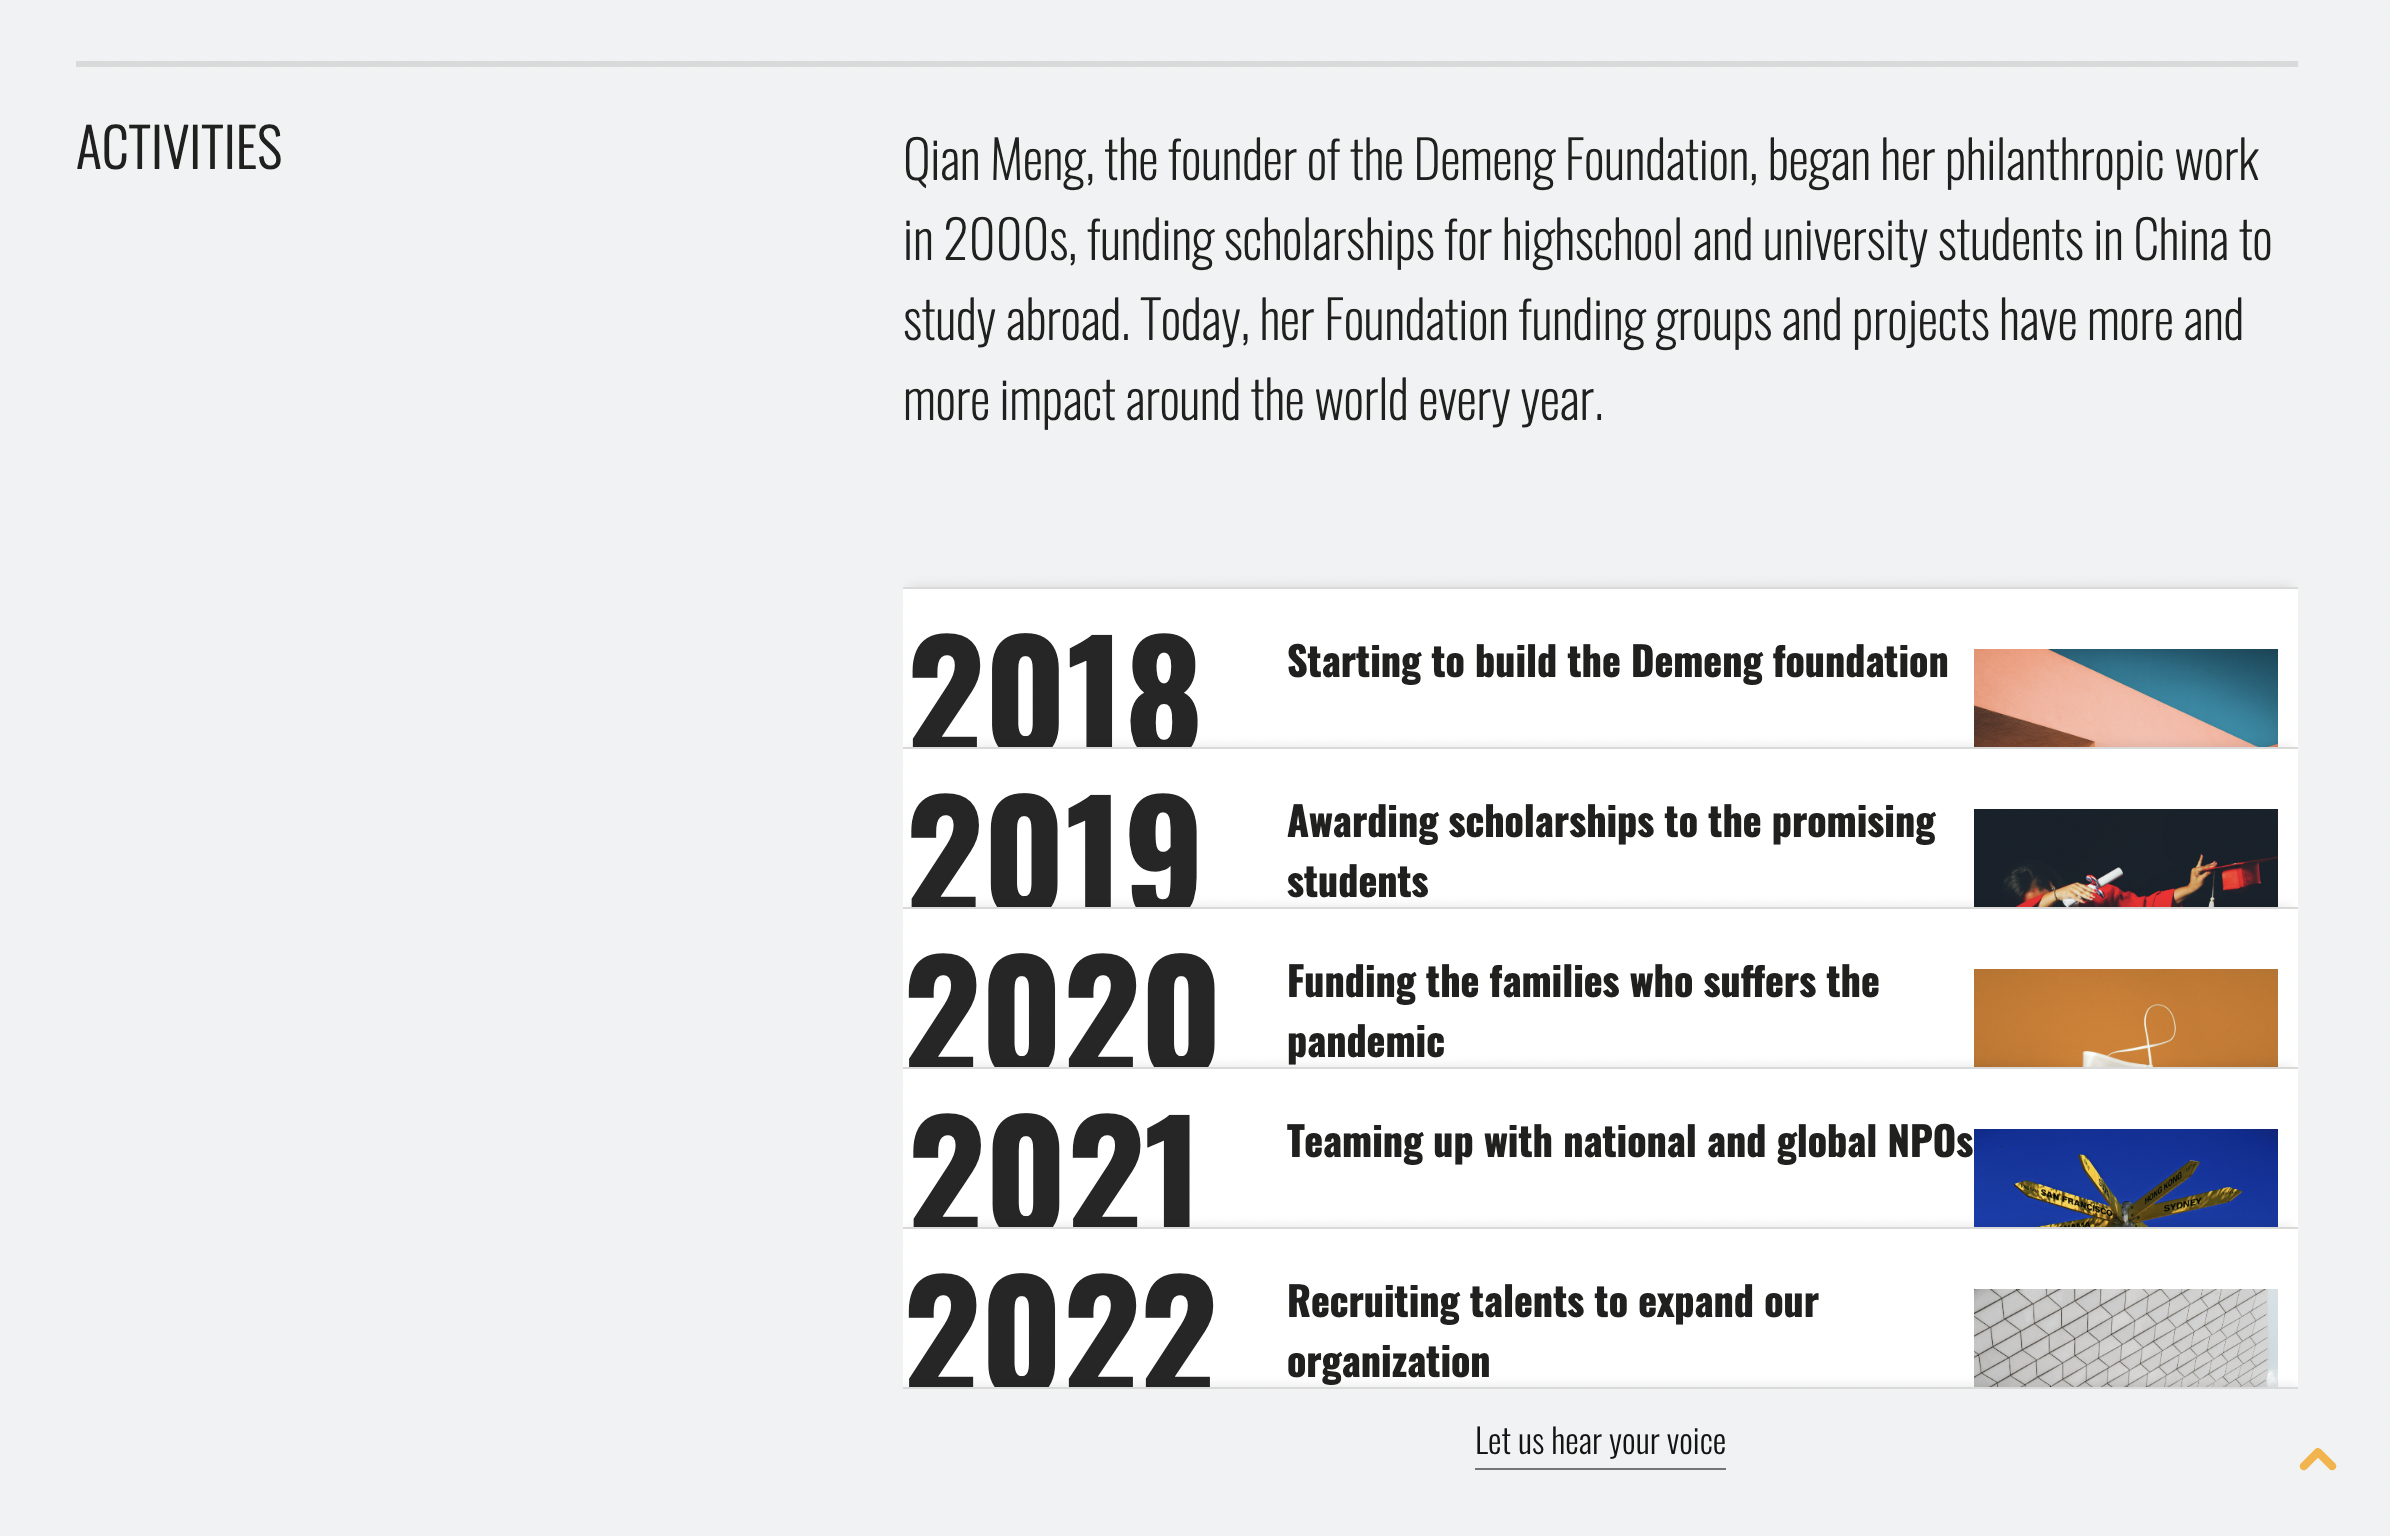 ACTIVITIES
Qian Meng, the founder of the Demeng Foundation, began her philanthropic work
in 2000s, funding scholarships for highschool and university students in China to
study abroad. Today, her Foundation funding groups and projects have more and
more impact around the world every year.
2018
Starting to build the Demeng foundation
2019
Awarding scholarships to the promising
students
2020
Funding the families who suffers the
pandemic
2021
Teaming up with national and global NPOs
SAN FRANCISCO
HONG KONG
SYDNEY
2022
Recruiting talents to expand our
organization
Let us hear your voice